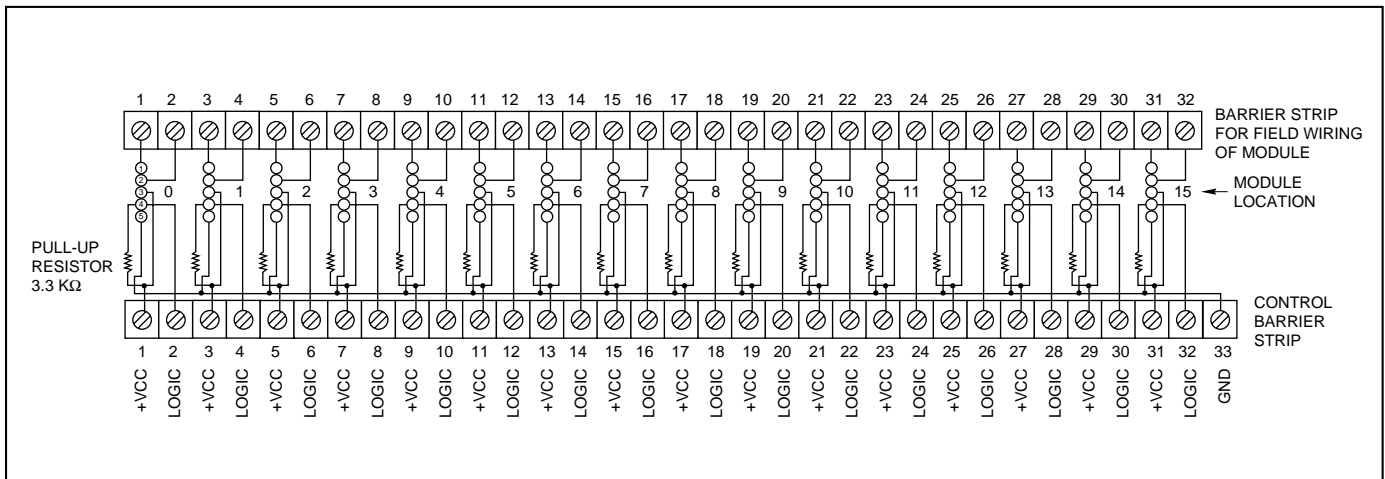 1 2 3 4 5 6 7 8 9 10 11 12 13 14 15 16 17 18 19 20 21 22 23 24 25 26 27 28 29 30 31 32
BARRIER STRIP
FOR FIELD WIRING
OF MODULE
1
2
3
4
5
0 1 2 3 4 5 6 7 8 9 10 11 12 13 14 15
MODULE
LOCATION
PULL-UP
RESISTOR
3.3 KΩ
CONTROL
BARRIER
STRIP
1 2 3 4 5 6 7 8 9 10 11 12 13 14 15 16 17 18 19 20 21 22 23 24 25 26 27 28 29 30 31 32 33
+VCC LOGIC +VCC LOGIC +VCC LOGIC +VCC LOGIC +VCC LOGIC +VCC LOGIC +VCC LOGIC +VCC LOGIC +VCC LOGIC +VCC LOGIC +VCC LOGIC +VCC LOGIC +VCC LOGIC +VCC LOGIC +VCC LOGIC +VCC LOGIC GND